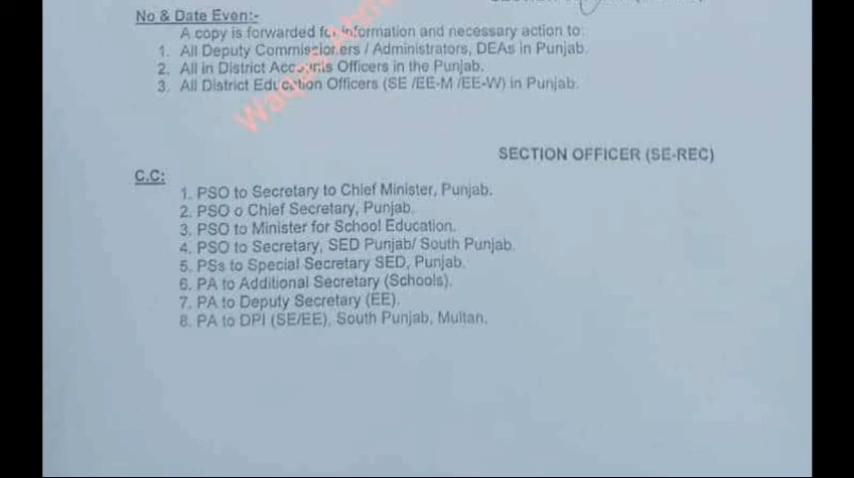 SECTION
No & Date Even:-
A copy is forwarded for information and necessary action to:
1. All Deputy Commissioners / Administrators, DEAs in Punjab.
2. All in District Accounts Officers in the Punjab.
3. All District Education Officers (SE /EE-M /EE-W) in Punjab.
SECTION OFFICER (SE-REC)
C.C:
1. PSO to Secretary to Chief Minister, Punjab.
2. PSO o Chief Secretary, Punjab.
3. PSO to Minister for School Education.
4. PSO to Secretary, SED Punjab/ South Punjab.
5. PSs to Special Secretary SED, Punjab.
6. PA to Additional Secretary (Schools).
7. PA to Deputy Secretary (EE).
8. PA to DPI (SE/EE), South Punjab, Multan.